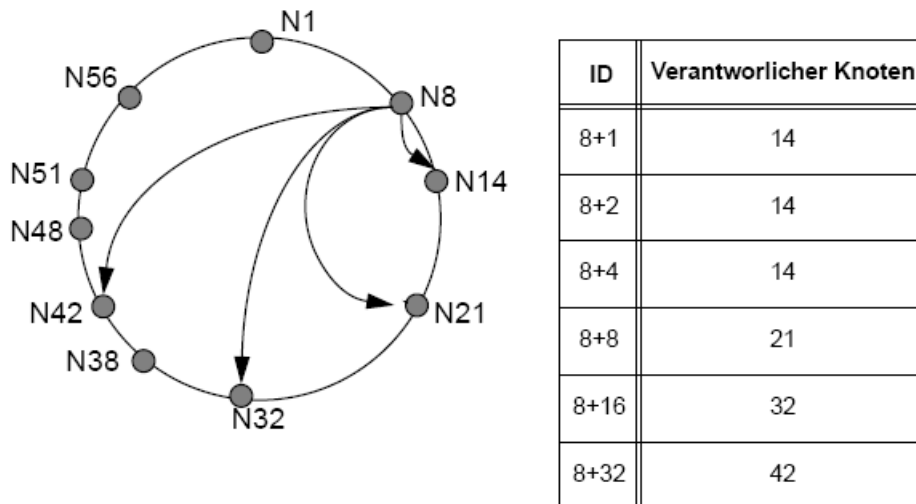 N1
N56
N8
N51
N14
N48
N42
N21
N38
N32
ID Verantworlicher Knoten
8+1 14
8+2 14
8+4 14
8+8 21
8+16 32
8+32 42